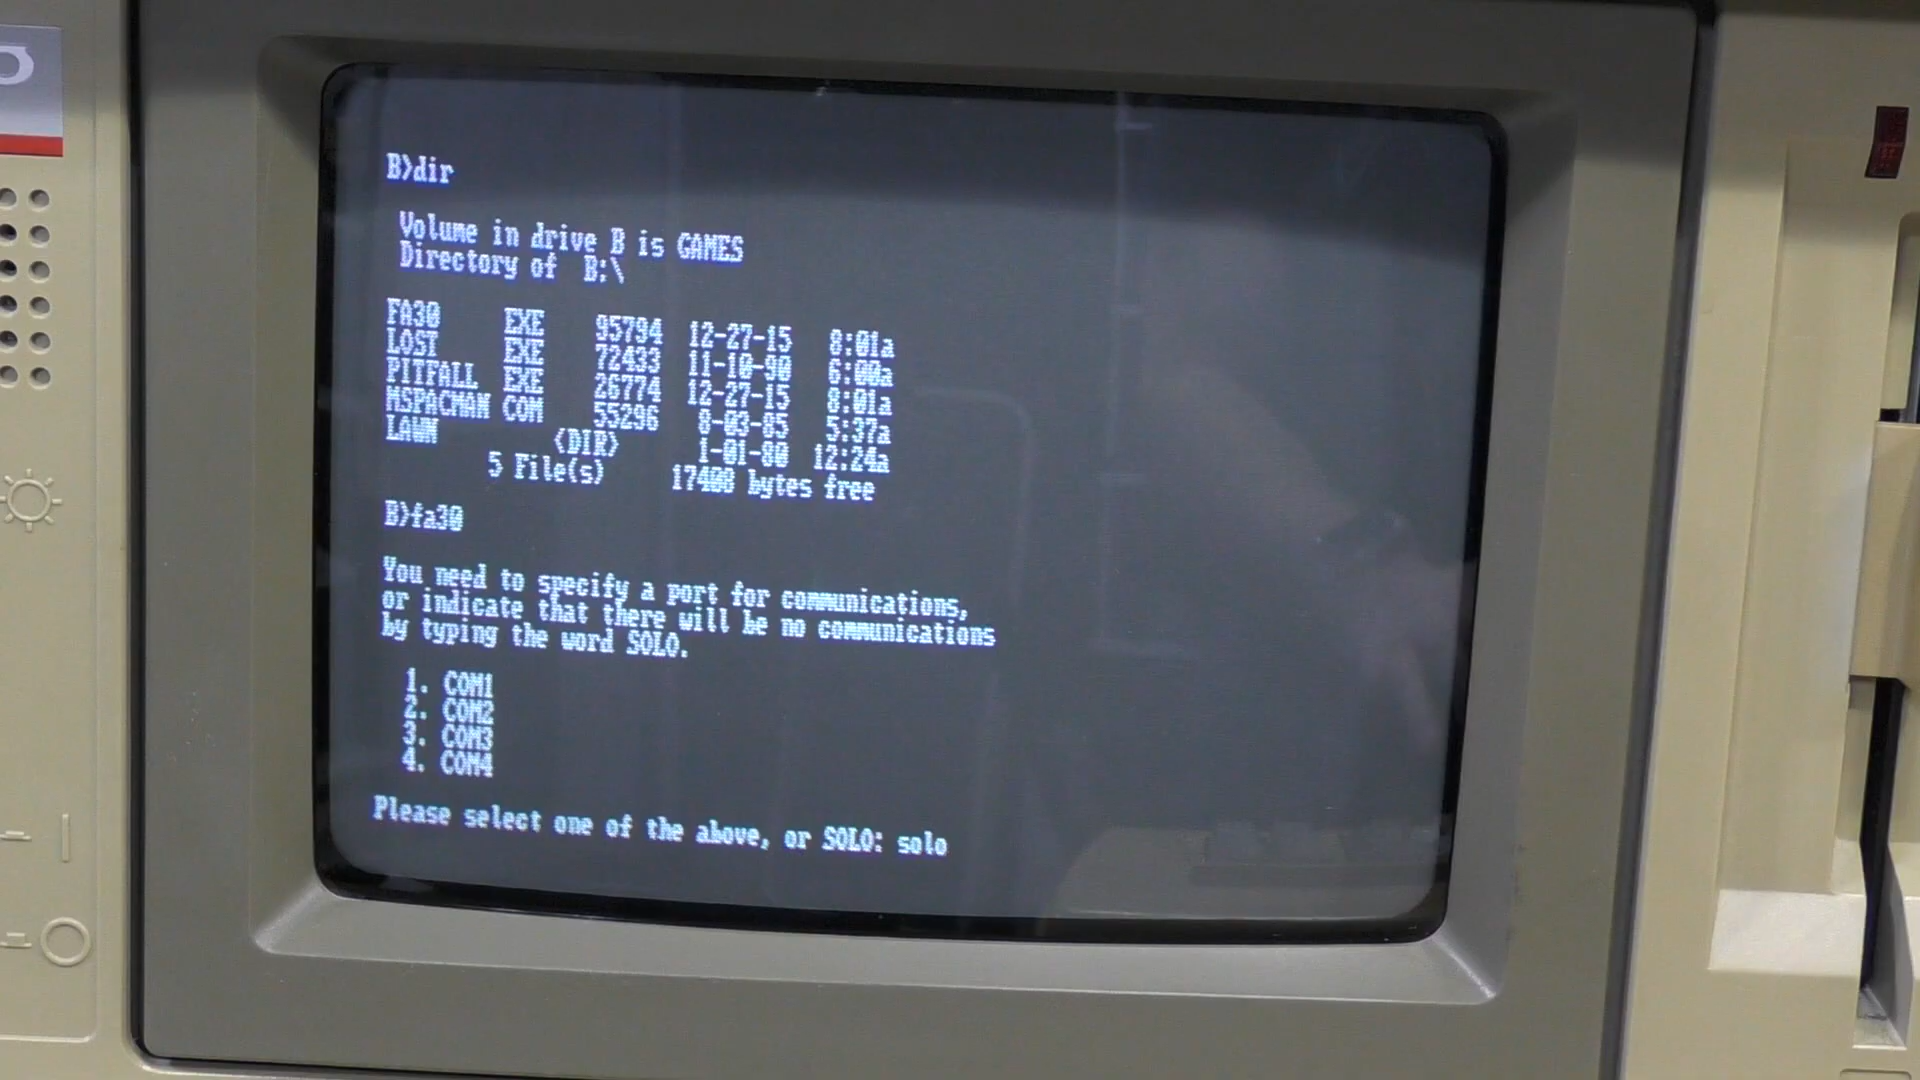 B>dir
Volume in drive B is GAMES
Directory of  B:\
FA30     EXE    95794  12-27-15   8:01a
LOST     EXE    72433  11-10-90   6:00a
PITFALL  EXE    26774  12-27-15   8:01a
MSPACMAN COM    55296   8-03-85   5:37a
LAWN         <DIR>      1-01-80  12:24a
5 File(s)     17408 bytes free
B>fa30
You need to specify a port for communications,
or indicate that there will be no communications
by typing the word SOLO.
1. COM1
2. COM2
3. COM3
4. COM4
Please select one of the above, or SOLO: solo